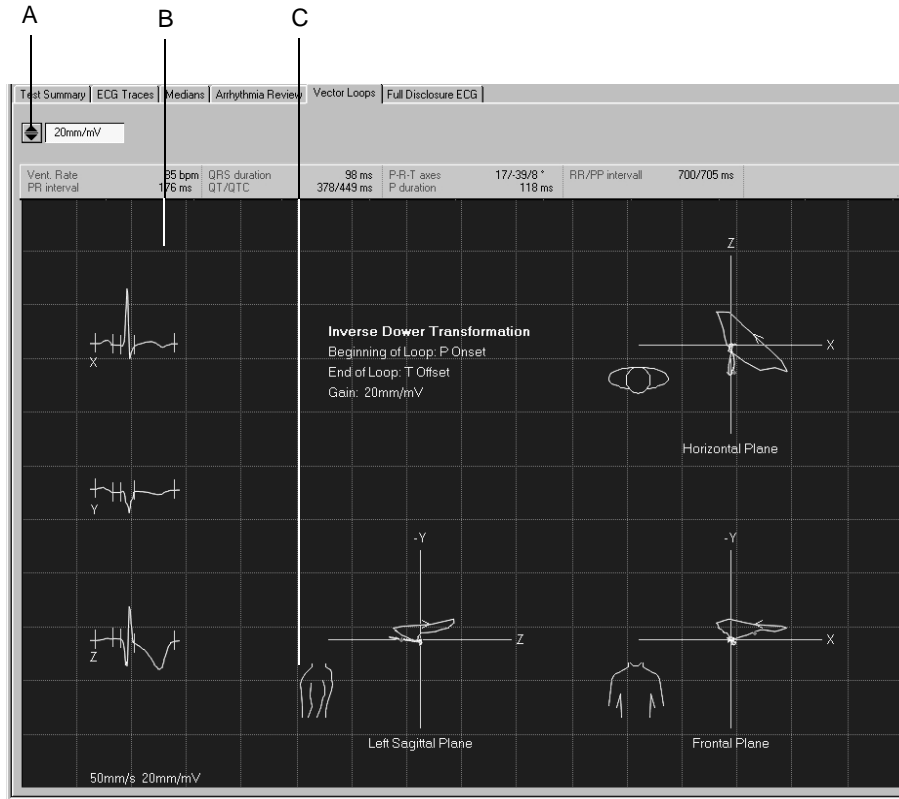 A B C
Test Summary ECG Traces Medians Arrhythmia Review Vector Loops Full Disclosure ECG
20mm/mV
Vent. Rate 85 bpm QRS duration 98 ms P-R-T axes 17/-39/8 ° RR/PP intervall 700/705 ms
PR interval 176 ms QT/QTC 378/449 ms P duration 118 ms
Z
X
Inverse Dower Transformation
Beginning of Loop: P Onset
End of Loop: T Offset
Gain: 20mm/mV
X
Horizontal Plane
Y
-Y -Y
Z Z X
Left Sagittal Plane Frontal Plane
50mm/s 20mm/mV